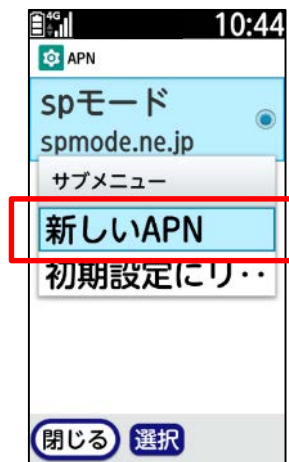 4G 10:44
APN
spモード
spmode.ne.jp
サブメニュー
新しいAPN
初期設定にリ‥
閉じる 選択